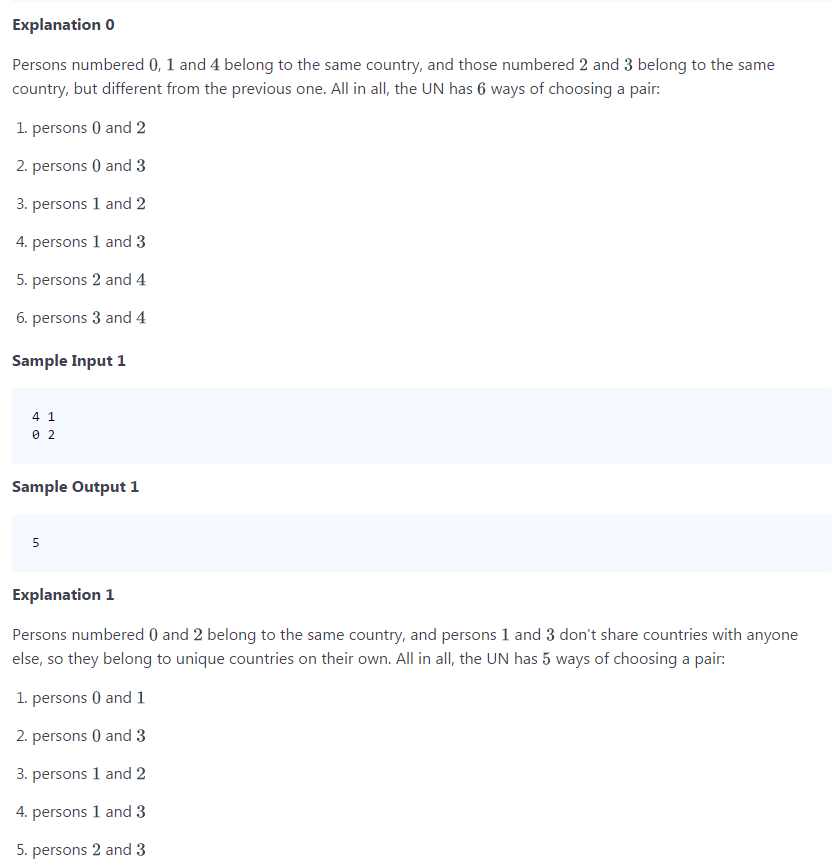 Explanation 0
Persons numbered 0, 1 and 4 belong to the same country, and those numbered 2 and 3 belong to the same
country, but different from the previous one. All in all, the UN has 6 ways of choosing a pair:
1. persons 0 and 2
2. persons 0 and 3
3. persons 1 and 2
4. persons 1 and 3
5. persons 2 and 4
6. persons 3 and 4
Sample Input 1
4 1
0 2
Sample Output 1
5
Explanation 1
Persons numbered 0 and 2 belong to the same country, and persons 1 and 3 don't share countries with anyone
else, so they belong to unique countries on their own. All in all, the UN has 5 ways of choosing a pair:
1. persons 0 and 1
2. persons 0 and 3
3. persons 1 and 2
4. persons 1 and 3
5. persons 2 and 3